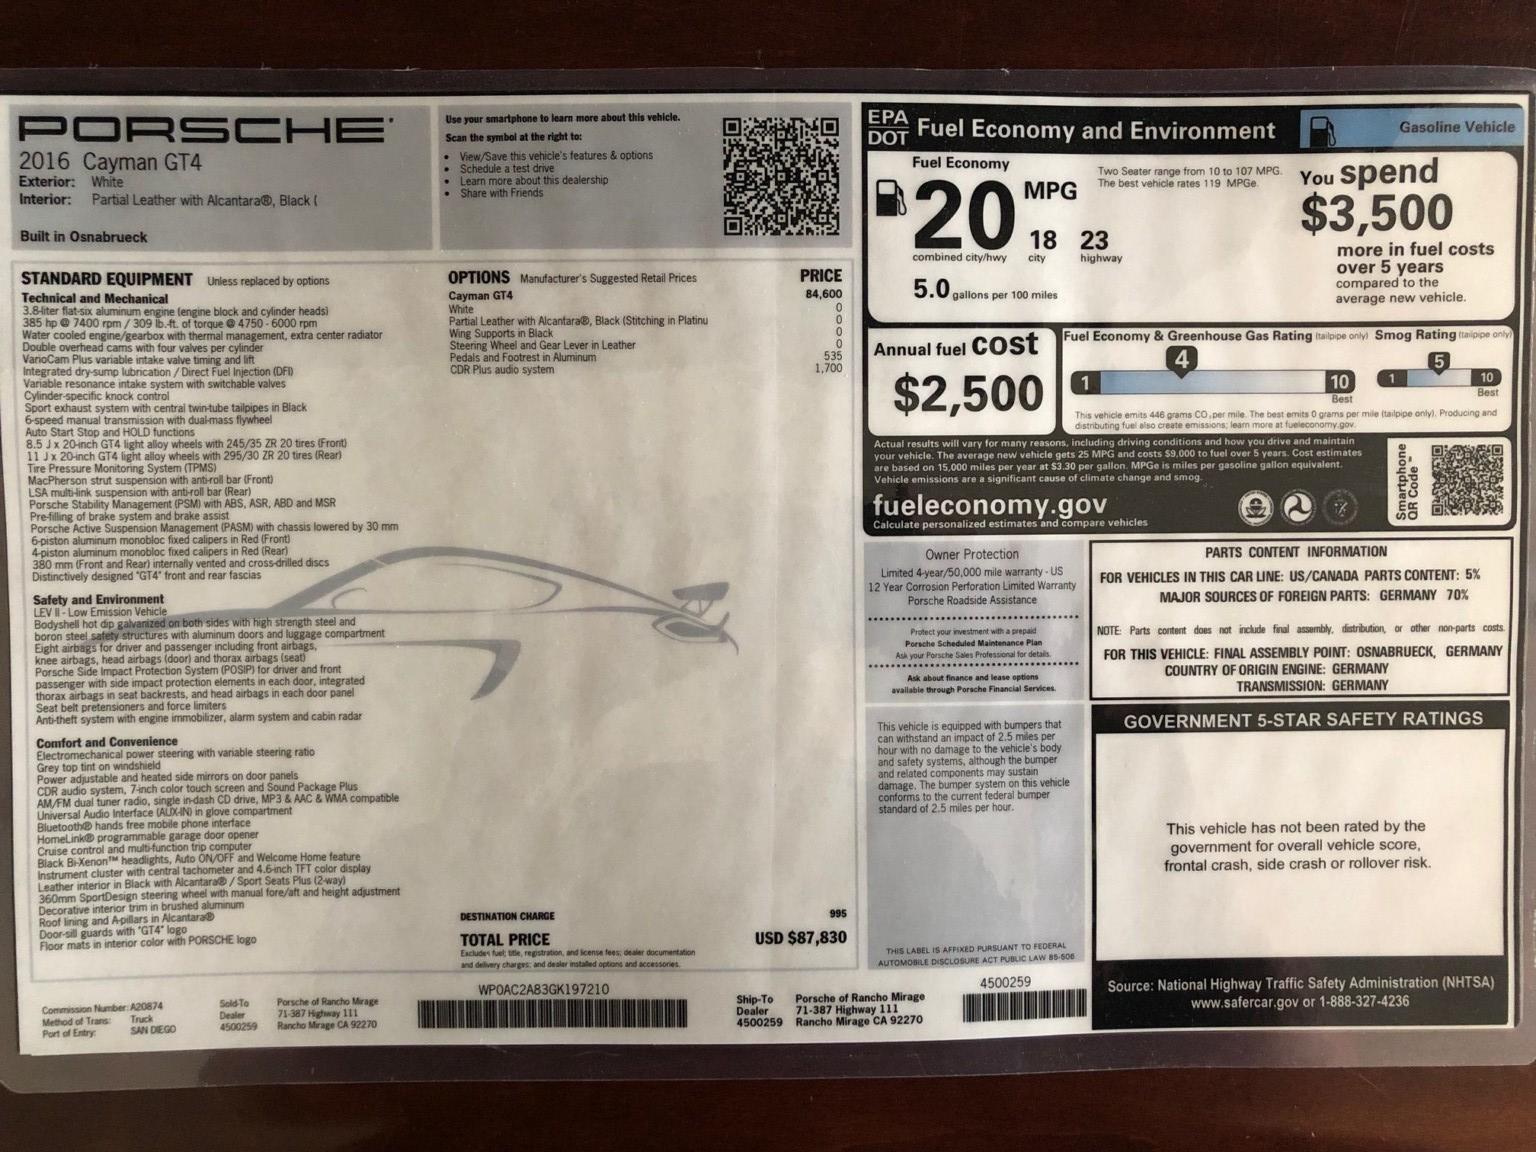 PORSCHE
2016 Cayman GT4
Exterior: White
Interior: Partial Leather with Alcantara®, Black (
Built in Osnabrueck
Use your smartphone to learn more about this vehicle.
Scan the symbol at the right to:
• View/Save this vehicle's features & options
• Schedule a test drive
• Learn more about this dealership
• Share with Friends
STANDARD EQUIPMENT Unless replaced by options
Technical and Mechanical
3.8-liter flat-six aluminum engine (engine block and cylinder heads)
385 hp @ 7400 rpm / 309 lb.-ft. of torque @ 4750 - 6000 rpm
Water cooled engine/gearbox with thermal management, extra center radiator
Double overhead cams with four valves per cylinder
VarioCam Plus variable intake valve timing and lift
Integrated dry-sump lubrication / Direct Fuel Injection (DFI)
Variable resonance intake system with switchable valves
Cylinder-specific knock control
Sport exhaust system with central twin-tube tailpipes in Black
6-speed manual transmission with dual-mass flywheel
Auto Start Stop and HOLD functions
8.5 J x 20-inch GT4 light alloy wheels with 245/35 ZR 20 tires (Front)
11 J x 20-inch GT4 light alloy wheels with 295/30 ZR 20 tires (Rear)
Tire Pressure Monitoring System (TPMS)
MacPherson strut suspension with anti-roll bar (Front)
LSA multi-link suspension with anti-roll bar (Rear)
Porsche Stability Management (PSM) with ABS, ASR, ABD and MSR
Pre-filling of brake system and brake assist
Porsche Active Suspension Management (PASM) with chassis lowered by 30 mm
6-piston aluminum monobloc fixed calipers in Red (Front)
4-piston aluminum monobloc fixed calipers in Red (Rear)
380 mm (Front and Rear) internally vented and cross-drilled discs
Distinctively designed "GT4" front and rear fascias
Safety and Environment
LEV II - Low Emission Vehicle
Bodyshell hot dip galvanized on both sides with high strength steel and
boron steel safety structures with aluminum doors and luggage compartment
Eight airbags for driver and passenger including front airbags,
knee airbags, head airbags (door) and thorax airbags (seat)
Porsche Side Impact Protection System (POSIP) for driver and front
passenger with side impact protection elements in each door, integrated
thorax airbags in seat backrests, and head airbags in each door panel
Seat belt pretensioners and force limiters
Anti-theft system with engine immobilizer, alarm system and cabin radar
Comfort and Convenience
Electromechanical power steering with variable steering ratio
Grey top tint on windshield
Power adjustable and heated side mirrors on door panels
CDR audio system, 7-inch color touch screen and Sound Package Plus
AM/FM dual tuner radio, single in-dash CD drive, MP3 & AAC & WMA compatible
Universal Audio Interface (AUX-IN) in glove compartment
Bluetooth® hands free mobile phone interface
HomeLink® programmable garage door opener
Cruise control and multi-function trip computer
Black Bi-Xenon™ headlights, Auto ON/OFF and Welcome Home feature
Instrument cluster with central tachometer and 4.6-inch TFT color display
Leather interior in Black with Alcantara® / Sport Seats Plus (2-way)
360mm SportDesign steering wheel with manual fore/aft and height adjustment
Decorative interior trim in brushed aluminum
Roof lining and A-pillars in Alcantara®
Door-sill guards with "GT4" logo
Floor mats in interior color with PORSCHE logo
OPTIONS Manufacturer's Suggested Retail Prices PRICE
Cayman GT4 84,600
White 0
Partial Leather with Alcantara®, Black (Stitching in Platinu 0
Wing Supports in Black 0
Steering Wheel and Gear Lever in Leather 0
Pedals and Footrest in Aluminum 535
CDR Plus audio system 1,700
DESTINATION CHARGE 995
TOTAL PRICE USD $87,830
Excludes fuel; title, registration, and license fees; dealer documentation
and delivery charges; and dealer installed options and accessories.
Commission Number: A20874
Method of Trans: Truck
Port of Entry: SAN DIEGO
Sold-To
Dealer
4500259
Porsche of Rancho Mirage
71-387 Highway 111
Rancho Mirage CA 92270
WP0AC2A83GK197210
Ship-To
Dealer
4500259
Porsche of Rancho Mirage
71-387 Highway 111
Rancho Mirage CA 92270
4500259
EPA
DOT
Fuel Economy and Environment
Gasoline Vehicle
Fuel Economy
20 MPG
combined city/hwy
18
city
23
highway
5.0 gallons per 100 miles
Two Seater range from 10 to 107 MPG.
The best vehicle rates 119 MPGe.
You spend
$3,500
more in fuel costs
over 5 years
compared to the
average new vehicle.
Annual fuel cost
$2,500
Fuel Economy & Greenhouse Gas Rating (tailpipe only)
4
1 10
Best
Smog Rating (tailpipe only)
5
1 10
Best
This vehicle emits 446 grams CO₂ per mile. The best emits 0 grams per mile (tailpipe only). Producing and
distributing fuel also create emissions; learn more at fueleconomy.gov.
Actual results will vary for many reasons, including driving conditions and how you drive and maintain
your vehicle. The average new vehicle gets 25 MPG and costs $9,000 to fuel over 5 years. Cost estimates
are based on 15,000 miles per year at $3.30 per gallon. MPGe is miles per gasoline gallon equivalent.
Vehicle emissions are a significant cause of climate change and smog.
fueleconomy.gov
Calculate personalized estimates and compare vehicles
Smartphone
QR Code™
Owner Protection
Limited 4-year/50,000 mile warranty - US
12 Year Corrosion Perforation Limited Warranty
Porsche Roadside Assistance
Protect your investment with a prepaid
Porsche Scheduled Maintenance Plan
Ask your Porsche Sales Professional for details.
Ask about finance and lease options
available through Porsche Financial Services.
This vehicle is equipped with bumpers that
can withstand an impact of 2.5 miles per
hour with no damage to the vehicle's body
and safety systems, although the bumper
and related components may sustain
damage. The bumper system on this vehicle
conforms to the current federal bumper
standard of 2.5 miles per hour.
THIS LABEL IS AFFIXED PURSUANT TO FEDERAL
AUTOMOBILE DISCLOSURE ACT PUBLIC LAW 85-506
PARTS CONTENT INFORMATION
FOR VEHICLES IN THIS CAR LINE: US/CANADA PARTS CONTENT: 5%
MAJOR SOURCES OF FOREIGN PARTS: GERMANY 70%
NOTE: Parts content does not include final assembly, distribution, or other non-parts costs.
FOR THIS VEHICLE: FINAL ASSEMBLY POINT: OSNABRUECK, GERMANY
COUNTRY OF ORIGIN ENGINE: GERMANY
TRANSMISSION: GERMANY
GOVERNMENT 5-STAR SAFETY RATINGS
This vehicle has not been rated by the
government for overall vehicle score,
frontal crash, side crash or rollover risk.
Source: National Highway Traffic Safety Administration (NHTSA)
www.safercar.gov or 1-888-327-4236